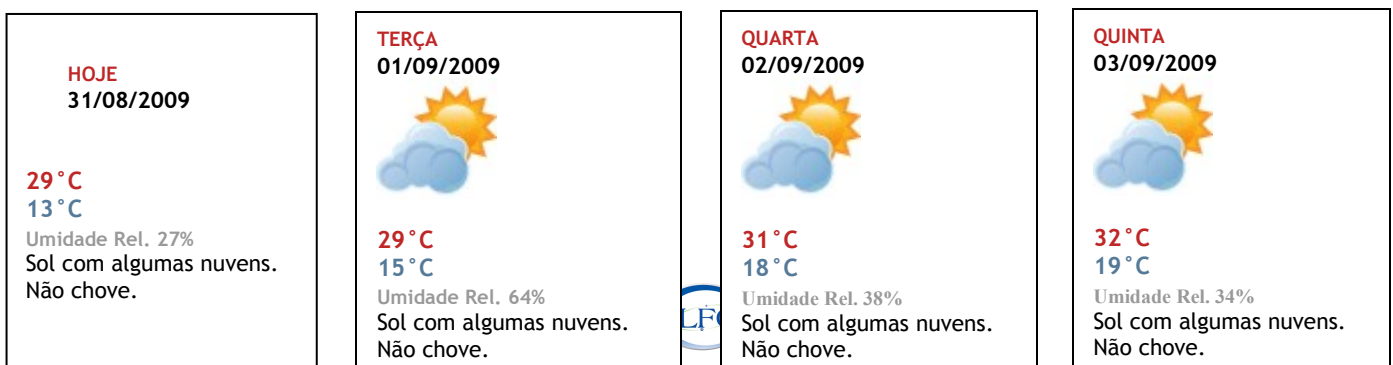 HOJE
31/08/2009
29°C
13°C
Umidade Rel. 27%
Sol com algumas nuvens.
Não chove.
TERÇA
01/09/2009
29°C
15°C
Umidade Rel. 64%
Sol com algumas nuvens.
Não chove.
QUARTA
02/09/2009
31°C
18°C
Umidade Rel. 38%
Sol com algumas nuvens.
Não chove.
QUINTA
03/09/2009
32°C
19°C
Umidade Rel. 34%
Sol com algumas nuvens.
Não chove.